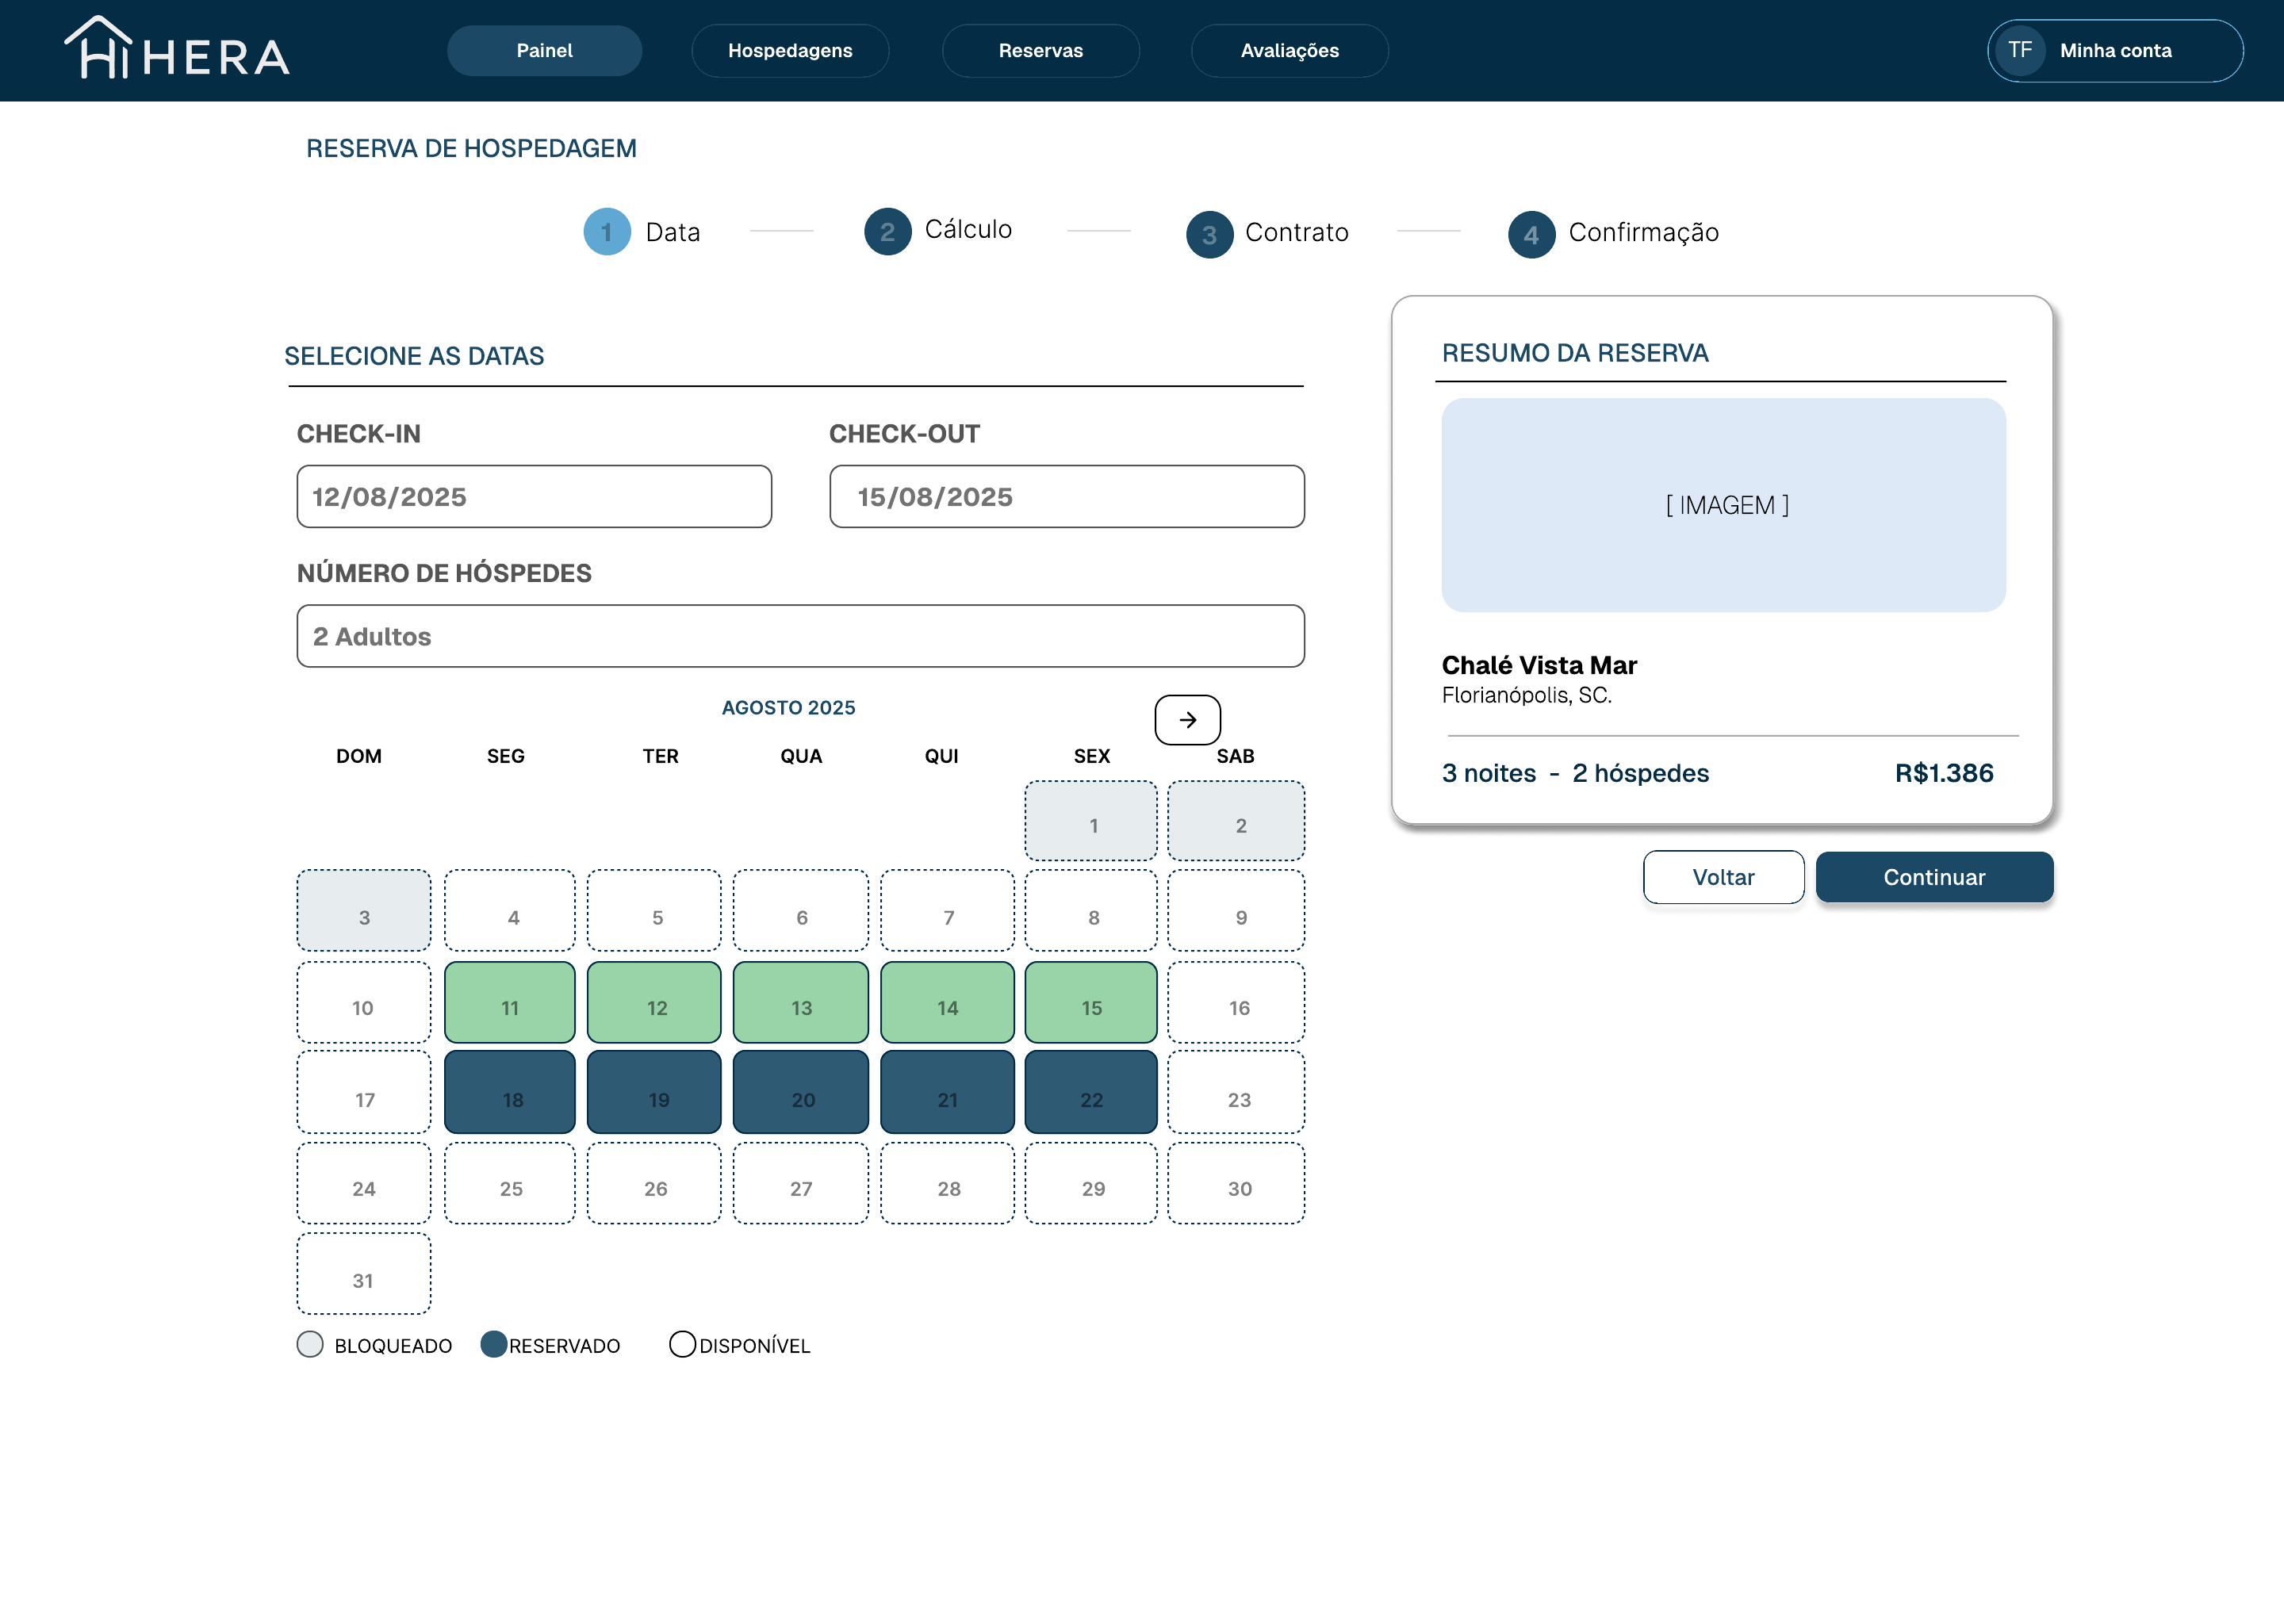 HI HERA Painel Hospedagens Reservas Avaliações TF Minha conta
RESERVA DE HOSPEDAGEM
1 Data 2 Cálculo 3 Contrato 4 Confirmação
SELECIONE AS DATAS
CHECK-IN CHECK-OUT
12/08/2025 15/08/2025
NÚMERO DE HÓSPEDES
2 Adultos
AGOSTO 2025 →
DOM SEG TER QUA QUI SEX SAB
1 2
3 4 5 6 7 8 9
10 11 12 13 14 15 16
17 18 19 20 21 22 23
24 25 26 27 28 29 30
31
BLOQUEADO RESERVADO DISPONÍVEL
RESUMO DA RESERVA
[ IMAGEM ]
Chalé Vista Mar
Florianópolis, SC.
3 noites - 2 hóspedes R$1.386
Voltar Continuar